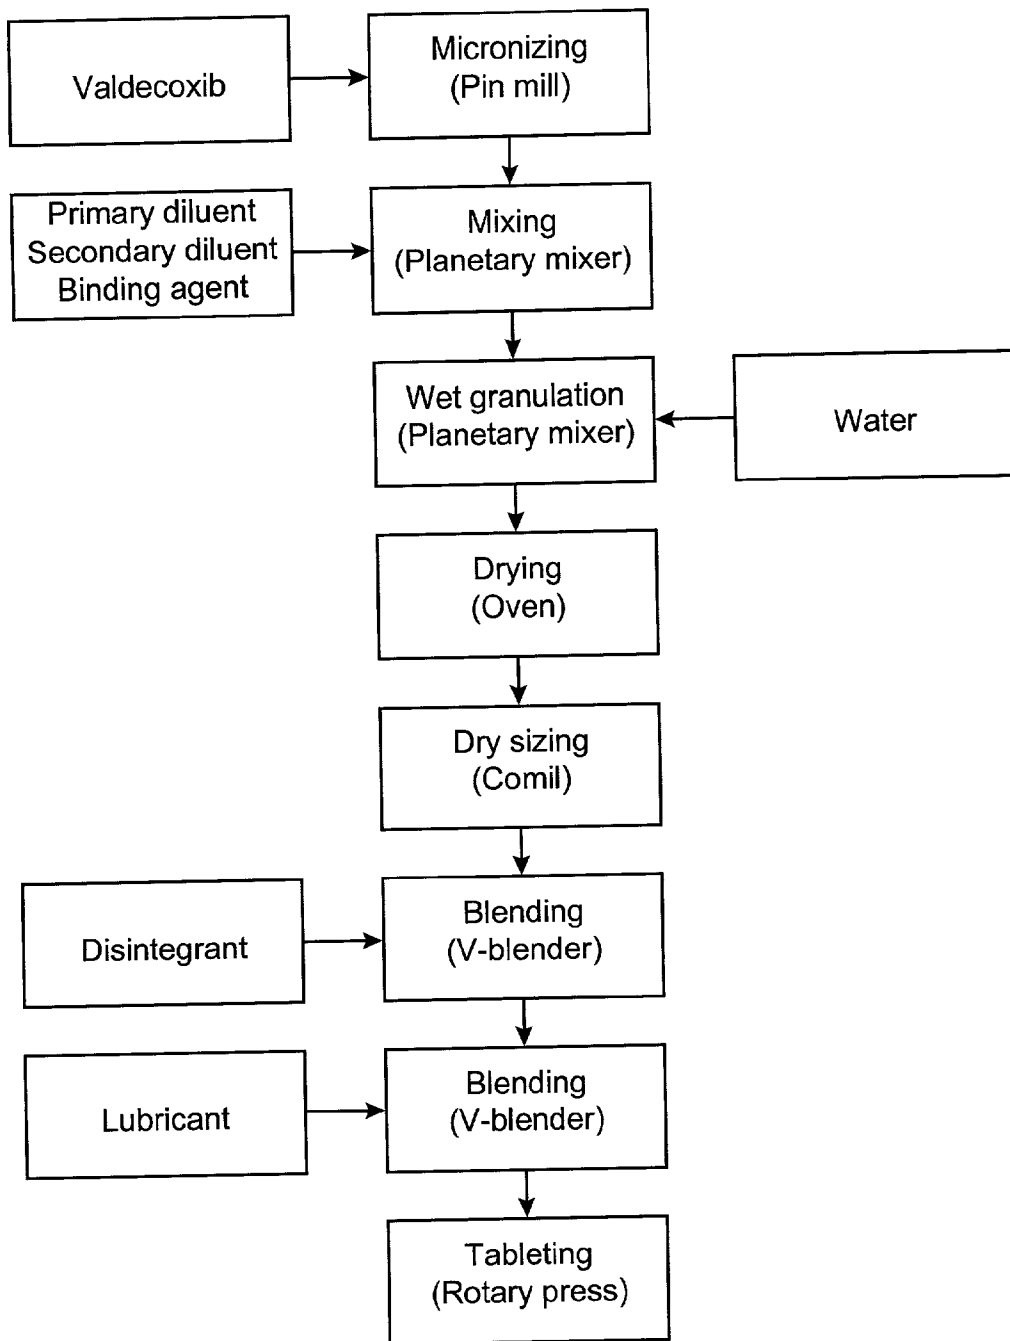 Valdecoxib
Micronizing
(Pin mill)
Primary diluent
Secondary diluent
Binding agent
Mixing
(Planetary mixer)
Wet granulation
(Planetary mixer)
Water
Drying
(Oven)
Dry sizing
(Comil)
Disintegrant
Blending
(V-blender)
Lubricant
Blending
(V-blender)
Tableting
(Rotary press)